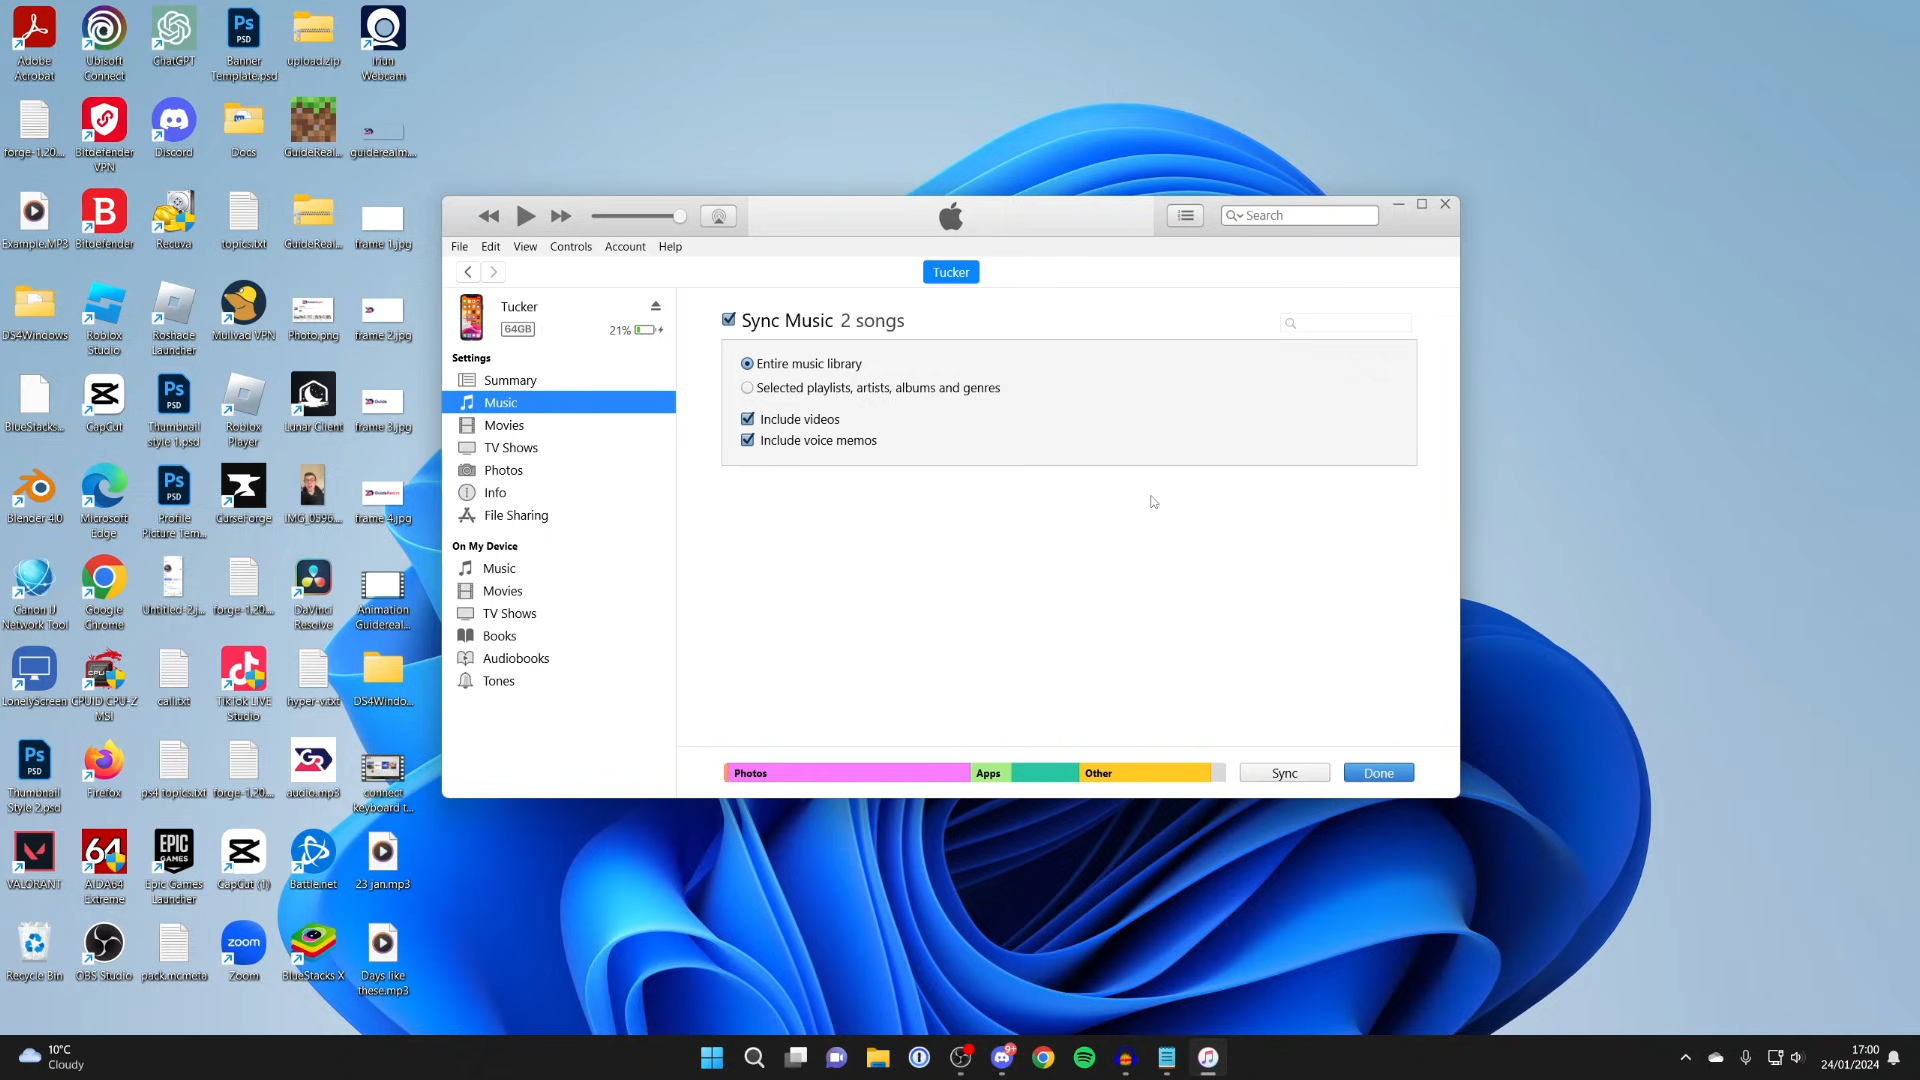 Adobe Acrobat
Ubisoft Connect
ChatGPT
Banner Template.psd
upload.zip
Iriun Webcam
forge-1.20....
Bitdefender VPN
Discord
Docs
GuideReal...
guiderealm....
Example.MP3
Bitdefender
Recuva
topics.txt
GuideReal...
frame 1.jpg
DS4Windows
Roblox Studio
Roshade Launcher
Mullvad VPN
Photo.png
frame 2.jpg
BlueStacks...
CapCut
Thumbnail style 1.psd
Roblox Player
Lunar Client
frame 3.jpg
Blender 4.0
Microsoft Edge
Profile Picture Tem...
CurseForge
IMG_0596...
frame 4.jpg
Canon IJ Network Tool
Google Chrome
Untitled-2.j...
forge-1.20....
DaVinci Resolve
Animation Guidereal...
LonelyScreen
CPUID CPU-Z MSI
call.txt
TikTok LIVE Studio
hyper-v.txt
DS4Windo...
Thumbnail Style 2.psd
Firefox
ps4 topics.txt
forge-1.20....
audio.mp3
connect keyboard t...
VALORANT
AIDA64 Extreme
Epic Games Launcher
CapCut (1)
Battle.net
23 jan.mp3
Recycle Bin
OBS Studio
pack.mcmeta
Zoom
BlueStacks X
Days like these.mp3
Search
File Edit View Controls Account Help
Tucker
Tucker
64GB 21%
Settings
Summary
Music
Movies
TV Shows
Photos
Info
File Sharing
On My Device
Music
Movies
TV Shows
Books
Audiobooks
Tones
Sync Music 2 songs
Entire music library
Selected playlists, artists, albums and genres
Include videos
Include voice memos
Photos Apps Other Sync Done
10°C
Cloudy
9+
17:00
24/01/2024